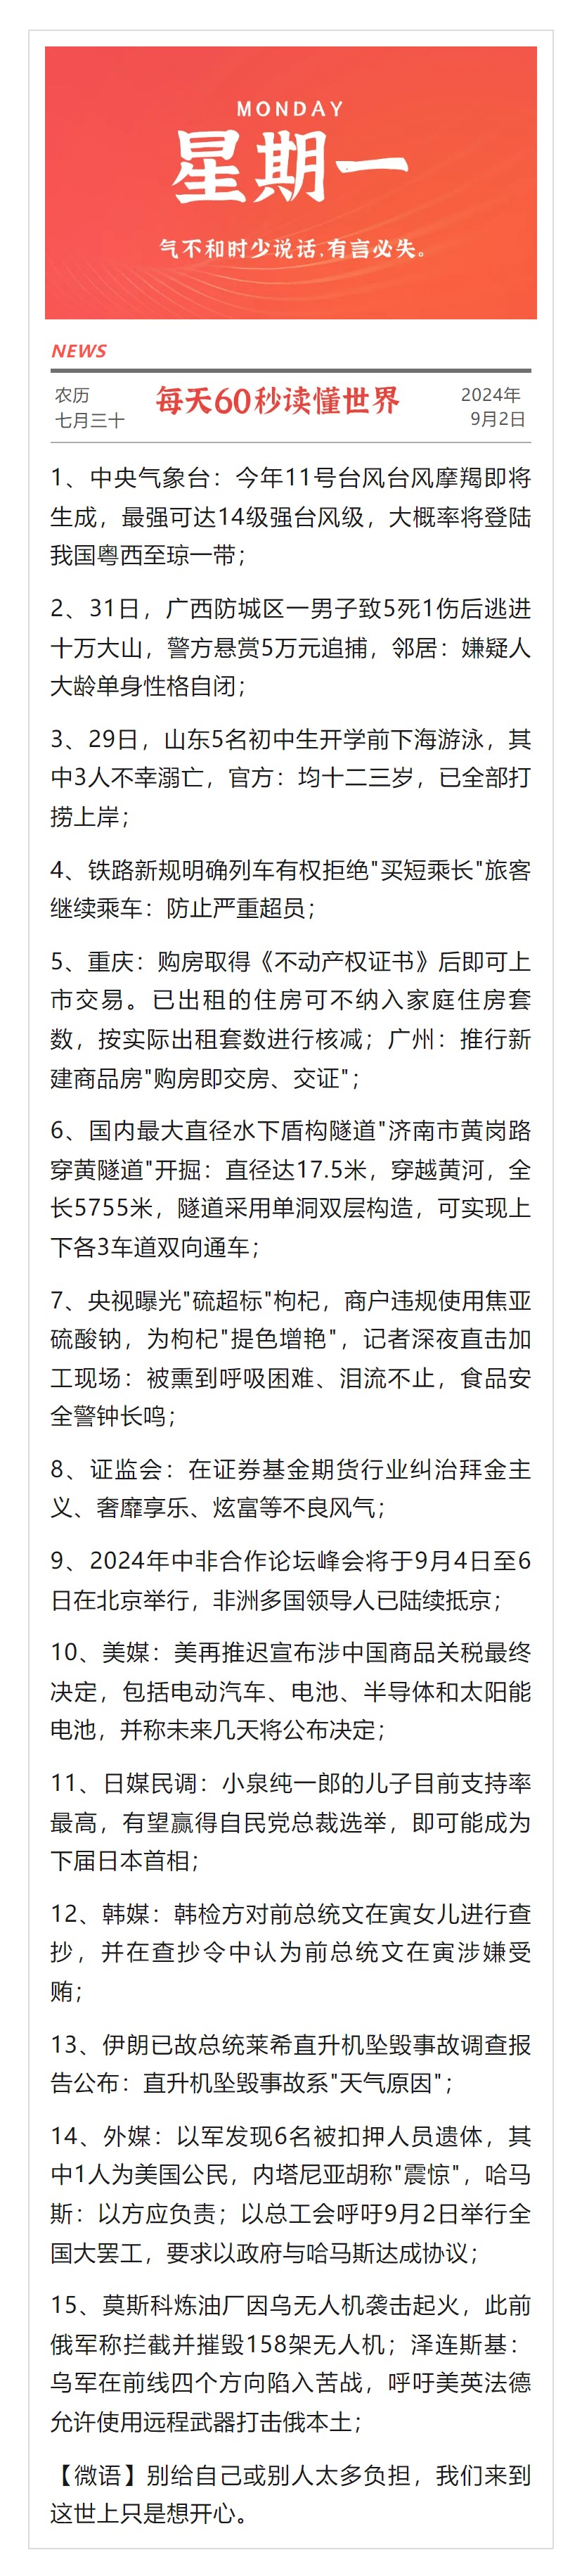 MONDAY
星期一
气不和时少说话,有言必失。
NEWS
农历
七月三十
每天60秒读懂世界
2024年
9月2日
1、中央气象台：今年11号台风台风摩羯即将
生成，最强可达14级强台风级，大概率将登陆
我国粤西至琼一带；
2、31日，广西防城区一男子致5死1伤后逃进
十万大山，警方悬赏5万元追捕，邻居：嫌疑人
大龄单身性格自闭；
3、29日，山东5名初中生开学前下海游泳，其
中3人不幸溺亡，官方：均十二三岁，已全部打
捞上岸；
4、铁路新规明确列车有权拒绝"买短乘长"旅客
继续乘车：防止严重超员；
5、重庆：购房取得《不动产权证书》后即可上
市交易。已出租的住房可不纳入家庭住房套
数，按实际出租套数进行核减；广州：推行新
建商品房"购房即交房、交证"；
6、国内最大直径水下盾构隧道"济南市黄岗路
穿黄隧道"开掘：直径达17.5米，穿越黄河，全
长5755米，隧道采用单洞双层构造，可实现上
下各3车道双向通车；
7、央视曝光"硫超标"枸杞，商户违规使用焦亚
硫酸钠，为枸杞"提色增艳"，记者深夜直击加
工现场：被熏到呼吸困难、泪流不止，食品安
全警钟长鸣；
8、证监会：在证券基金期货行业纠治拜金主
义、奢靡享乐、炫富等不良风气；
9、2024年中非合作论坛峰会将于9月4日至6
日在北京举行，非洲多国领导人已陆续抵京；
10、美媒：美再推迟宣布涉中国商品关税最终
决定，包括电动汽车、电池、半导体和太阳能
电池，并称未来几天将公布决定；
11、日媒民调：小泉纯一郎的儿子目前支持率
最高，有望赢得自民党总裁选举，即可能成为
下届日本首相；
12、韩媒：韩检方对前总统文在寅女儿进行查
抄，并在查抄令中认为前总统文在寅涉嫌受
贿；
13、伊朗已故总统莱希直升机坠毁事故调查报
告公布：直升机坠毁事故系"天气原因"；
14、外媒：以军发现6名被扣押人员遗体，其
中1人为美国公民，内塔尼亚胡称"震惊"，哈马
斯：以方应负责；以总工会呼吁9月2日举行全
国大罢工，要求以政府与哈马斯达成协议；
15、莫斯科炼油厂因乌无人机袭击起火，此前
俄军称拦截并摧毁158架无人机；泽连斯基：
乌军在前线四个方向陷入苦战，呼吁美英法德
允许使用远程武器打击俄本土；
【微语】别给自己或别人太多负担，我们来到
这世上只是想开心。